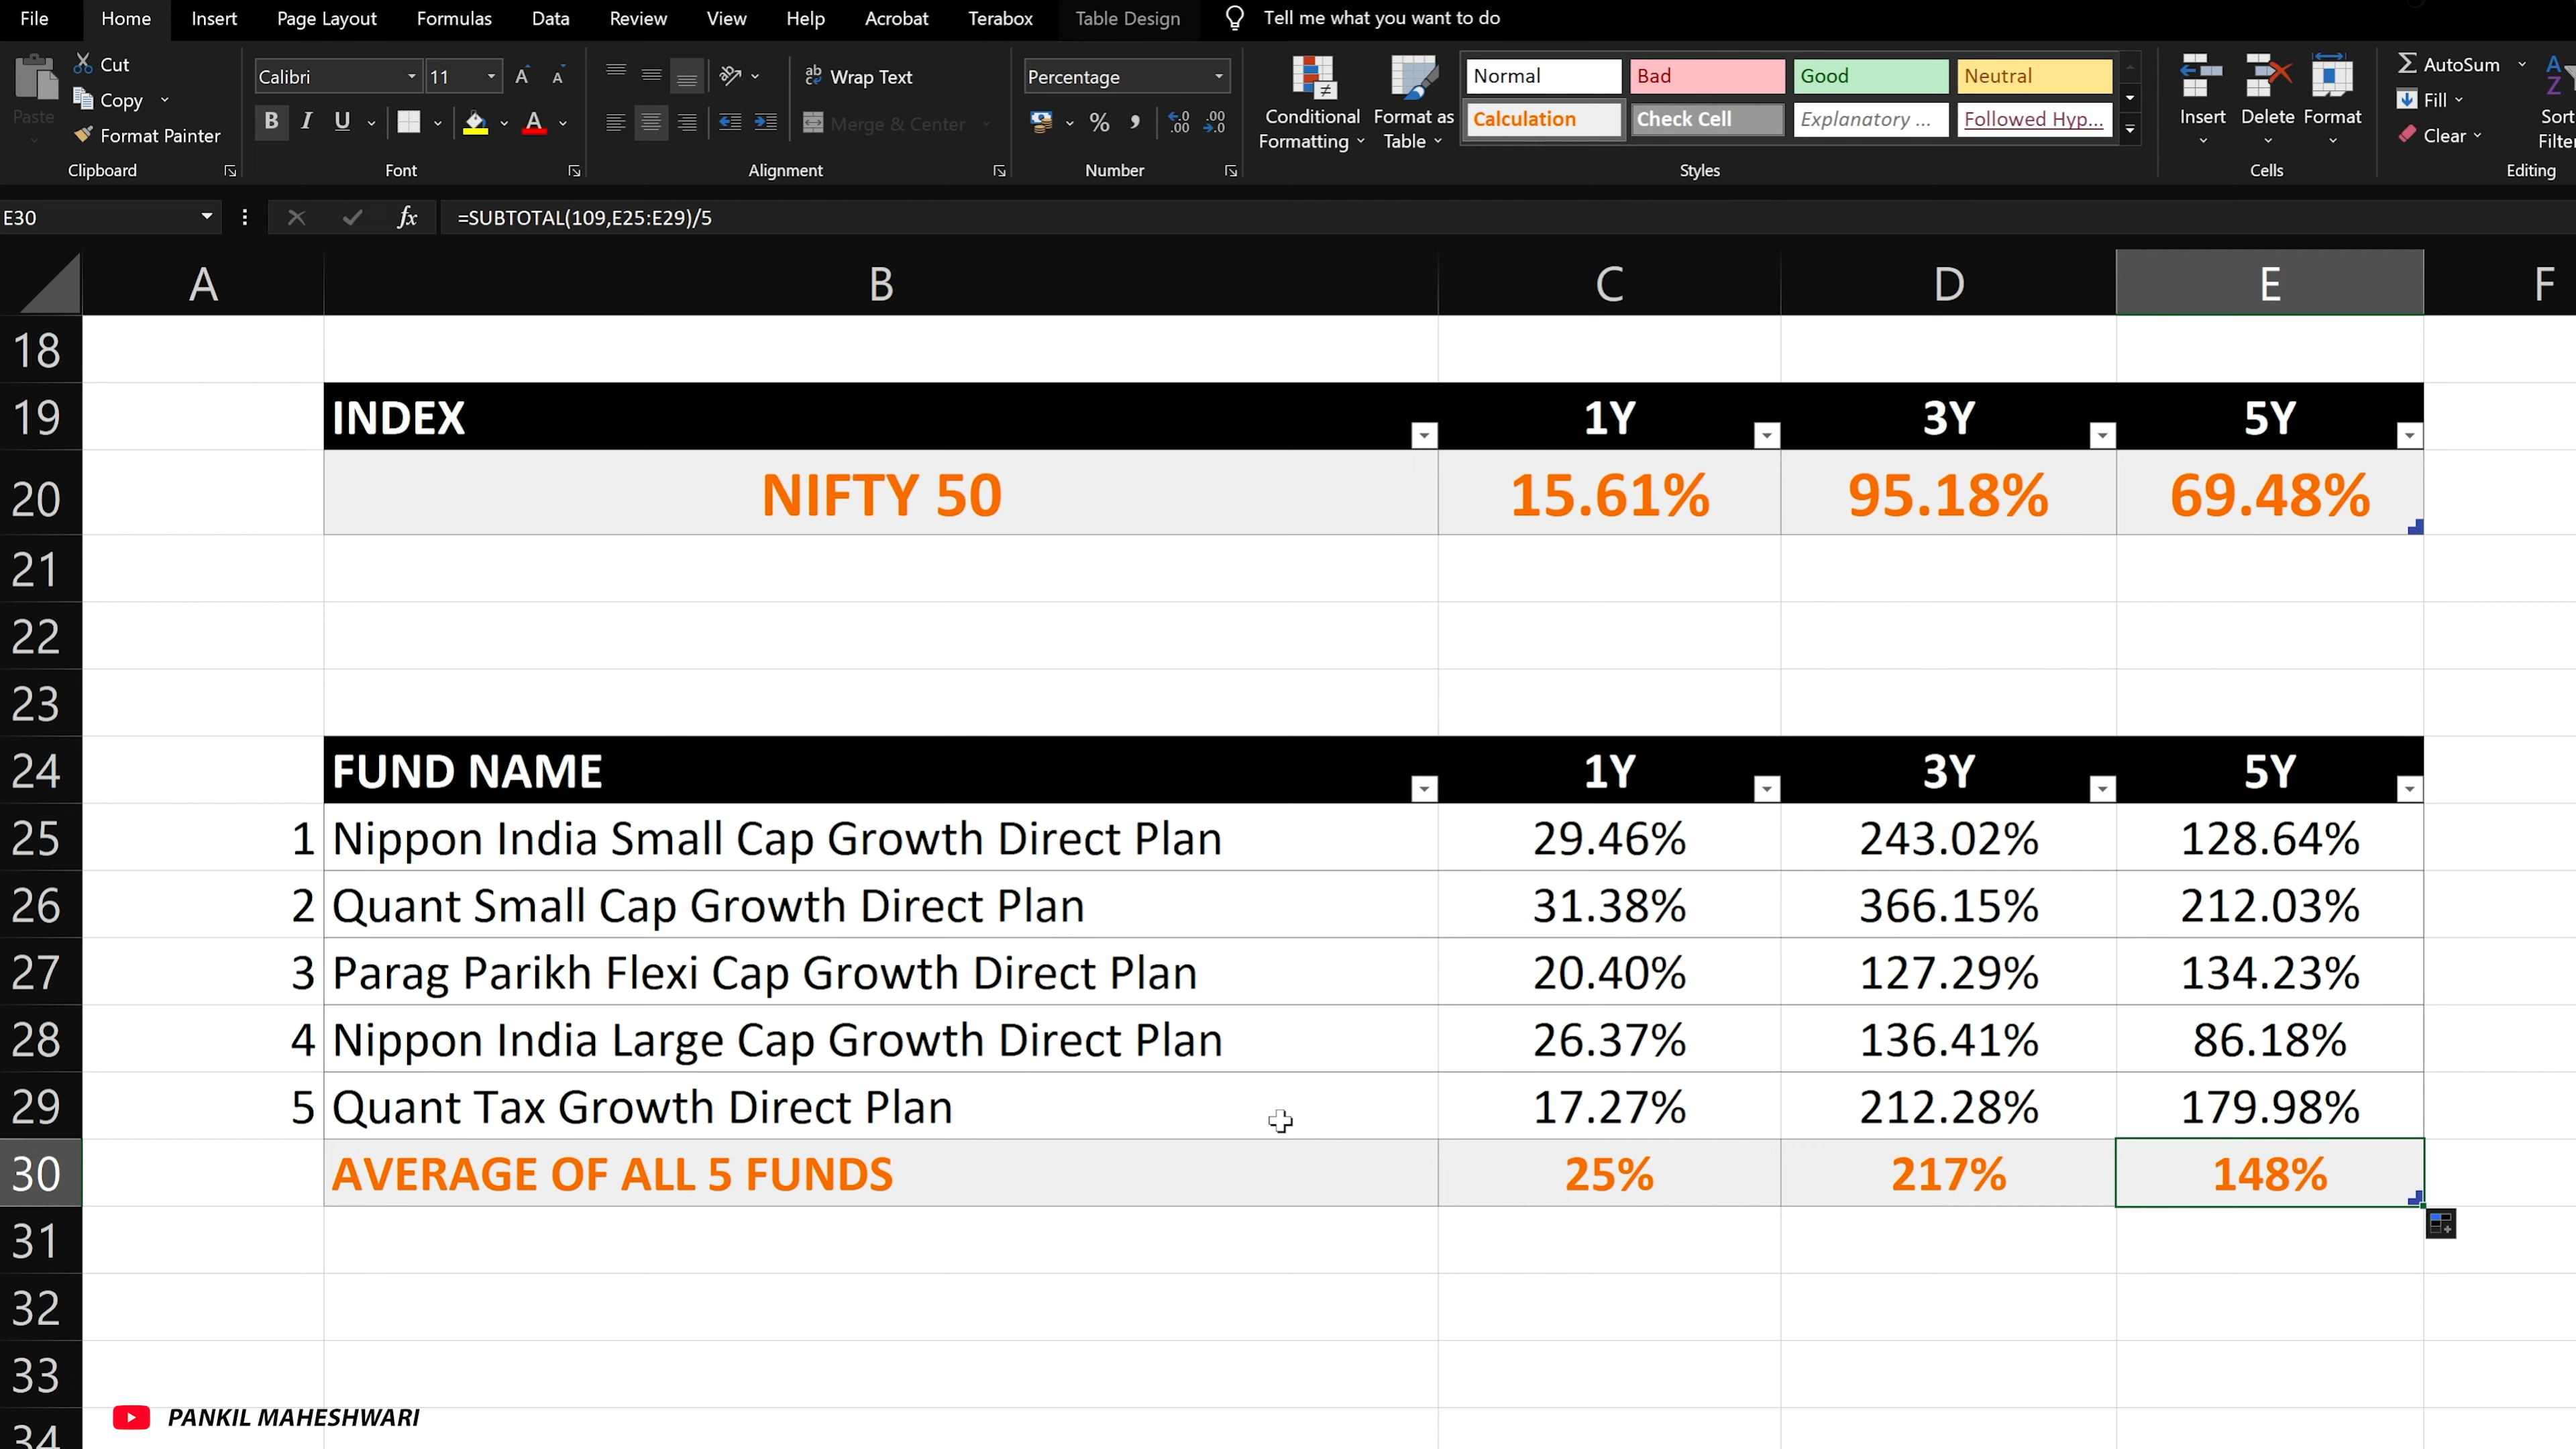 File Home Insert Page Layout Formulas Data Review View Help Acrobat Terabox Table Design Tell me what you want to do
Paste
Cut
Copy
Format Painter
Clipboard
Calibri 11
B I U
Font
Wrap Text
Merge & Center
Alignment
Percentage
Number
Conditional Formatting
Format as Table
Normal Bad Good Neutral
Calculation Check Cell Explanatory ... Followed Hyp...
Styles
Insert Delete Format
Cells
AutoSum
Fill
Clear
Sort
Filter
Editing
E30 fx =SUBTOTAL(109,E25:E29)/5
A B C D E F
18
19 INDEX 1Y 3Y 5Y
20 NIFTY 50 15.61% 95.18% 69.48%
21
22
23
24 FUND NAME 1Y 3Y 5Y
25 1 Nippon India Small Cap Growth Direct Plan 29.46% 243.02% 128.64%
26 2 Quant Small Cap Growth Direct Plan 31.38% 366.15% 212.03%
27 3 Parag Parikh Flexi Cap Growth Direct Plan 20.40% 127.29% 134.23%
28 4 Nippon India Large Cap Growth Direct Plan 26.37% 136.41% 86.18%
29 5 Quant Tax Growth Direct Plan 17.27% 212.28% 179.98%
30 AVERAGE OF ALL 5 FUNDS 25% 217% 148%
31
32
33
34
PANKIL MAHESHWARI